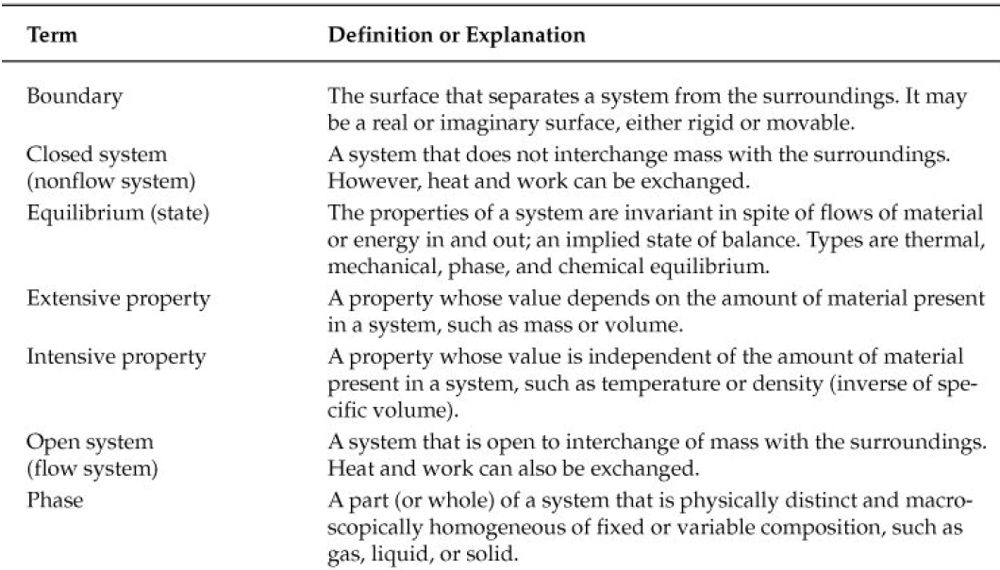 Term Definition or Explanation
Boundary The surface that separates a system from the surroundings. It may
be a real or imaginary surface, either rigid or movable.
Closed system A system that does not interchange mass with the surroundings.
(nonflow system) However, heat and work can be exchanged.
Equilibrium (state) The properties of a system are invariant in spite of flows of material
or energy in and out; an implied state of balance. Types are thermal,
mechanical, phase, and chemical equilibrium.
Extensive property A property whose value depends on the amount of material present
in a system, such as mass or volume.
Intensive property A property whose value is independent of the amount of material
present in a system, such as temperature or density (inverse of spe-
cific volume).
Open system A system that is open to interchange of mass with the surroundings.
(flow system) Heat and work can also be exchanged.
Phase A part (or whole) of a system that is physically distinct and macro-
scopically homogeneous of fixed or variable composition, such as
gas, liquid, or solid.